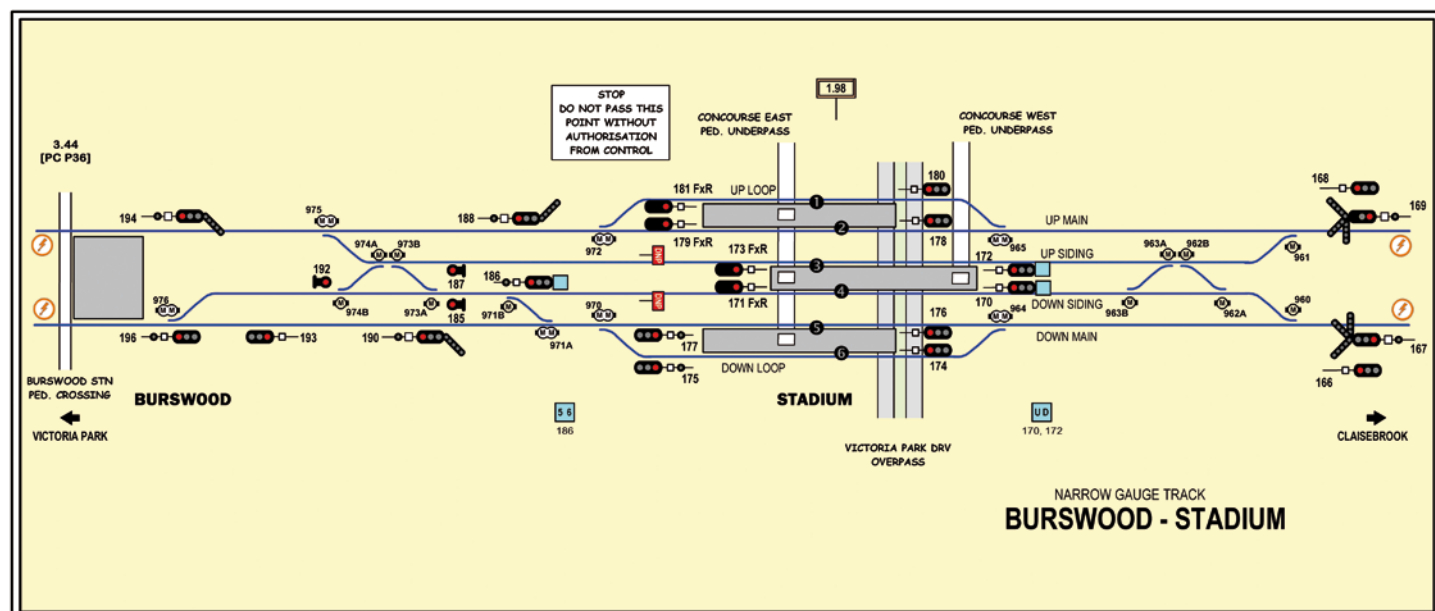 1.98
STOP
DO NOT PASS THIS
POINT WITHOUT
AUTHORISATION
FROM CONTROL
CONCOURSE EAST
PED. UNDERPASS
CONCOURSE WEST
PED. UNDERPASS
3.44
[PC P36]
181 FxR
UP LOOP
180
168
169
194
975
188
1
2
178
UP MAIN
972
179 FxR
965
974A
973B
DNP
173 FxR
3
172
UP SIDING
963A
962B
961
192
187
186
4
976
974B
973A
185
971B
970
DNP
171 FxR
170
964
DOWN SIDING
963B
962A
960
5
176
DOWN MAIN
196
193
190
971A
177
6
174
167
175
DOWN LOOP
166
BURSWOOD STN
PED. CROSSING
BURSWOOD
STADIUM
VICTORIA PARK
5 6
186
U D
170, 172
CLAISEBROOK
VICTORIA PARK DRV
OVERPASS
NARROW GAUGE TRACK
BURSWOOD - STADIUM
M M
M M
M
M
M M
M
M
M
M
M M
M M
M M
M M
M
M
M
M
M
M